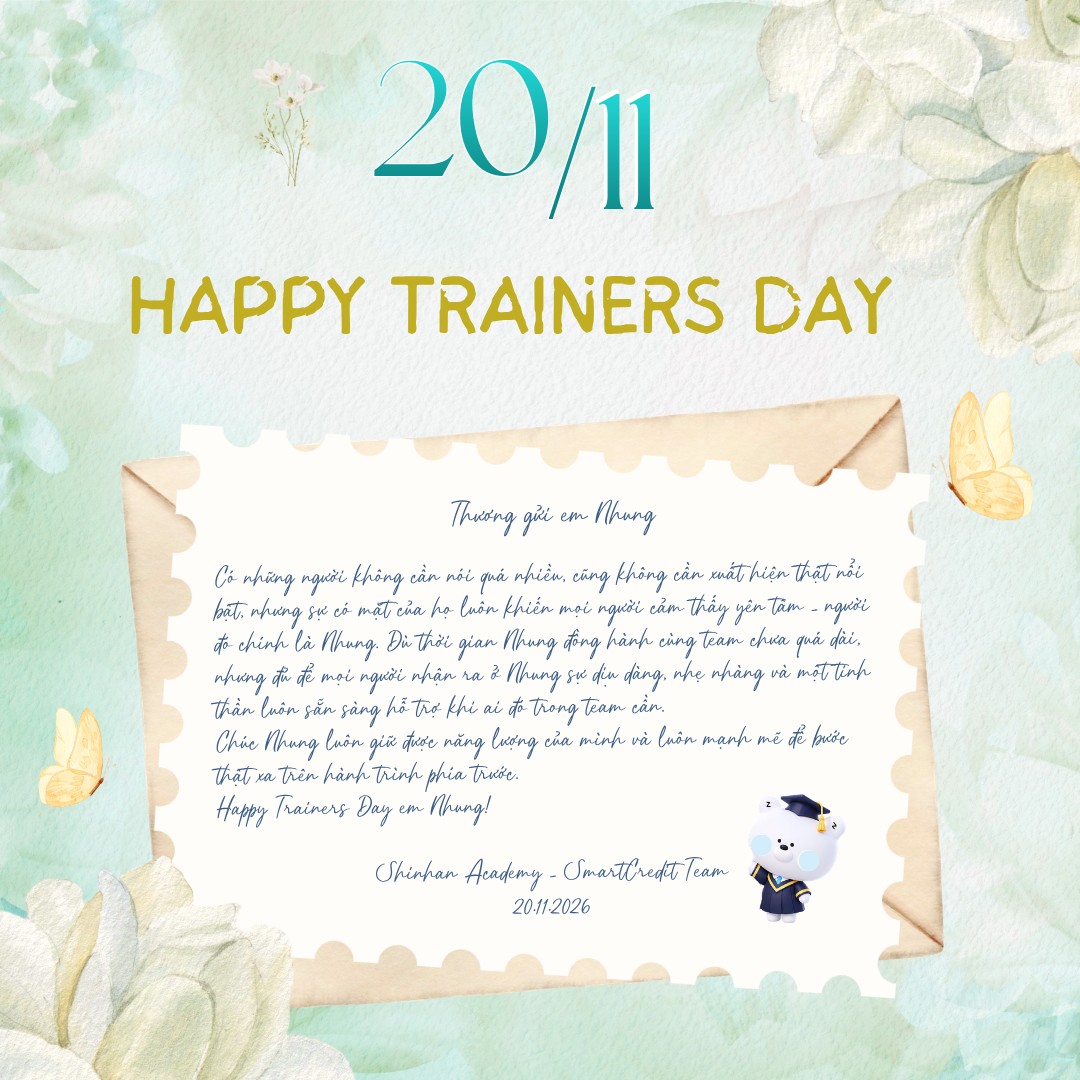 20/11
HAPPY TRAINERS DAY
Thương gửi em Nhung
Có những người không cần nói quá nhiều, cũng không cần xuất hiện thật nổi
bật, nhưng sự có mặt của họ luôn khiến mọi người cảm thấy yên tâm - người
đó chính là Nhung. Dù thời gian Nhung đồng hành cùng team chưa quá dài,
nhưng đủ để mọi người nhận ra ở Nhung sự dịu dàng, nhẹ nhàng và một tinh
thần luôn sẵn sàng hỗ trợ khi ai đó trong team cần.
Chúc Nhung luôn giữ được năng lượng của mình và luôn mạnh mẽ để bước
thật xa trên hành trình phía trước.
Happy Trainers Day em Nhung!
Shinhan Academy - SmartCredit Team
20.11.2026